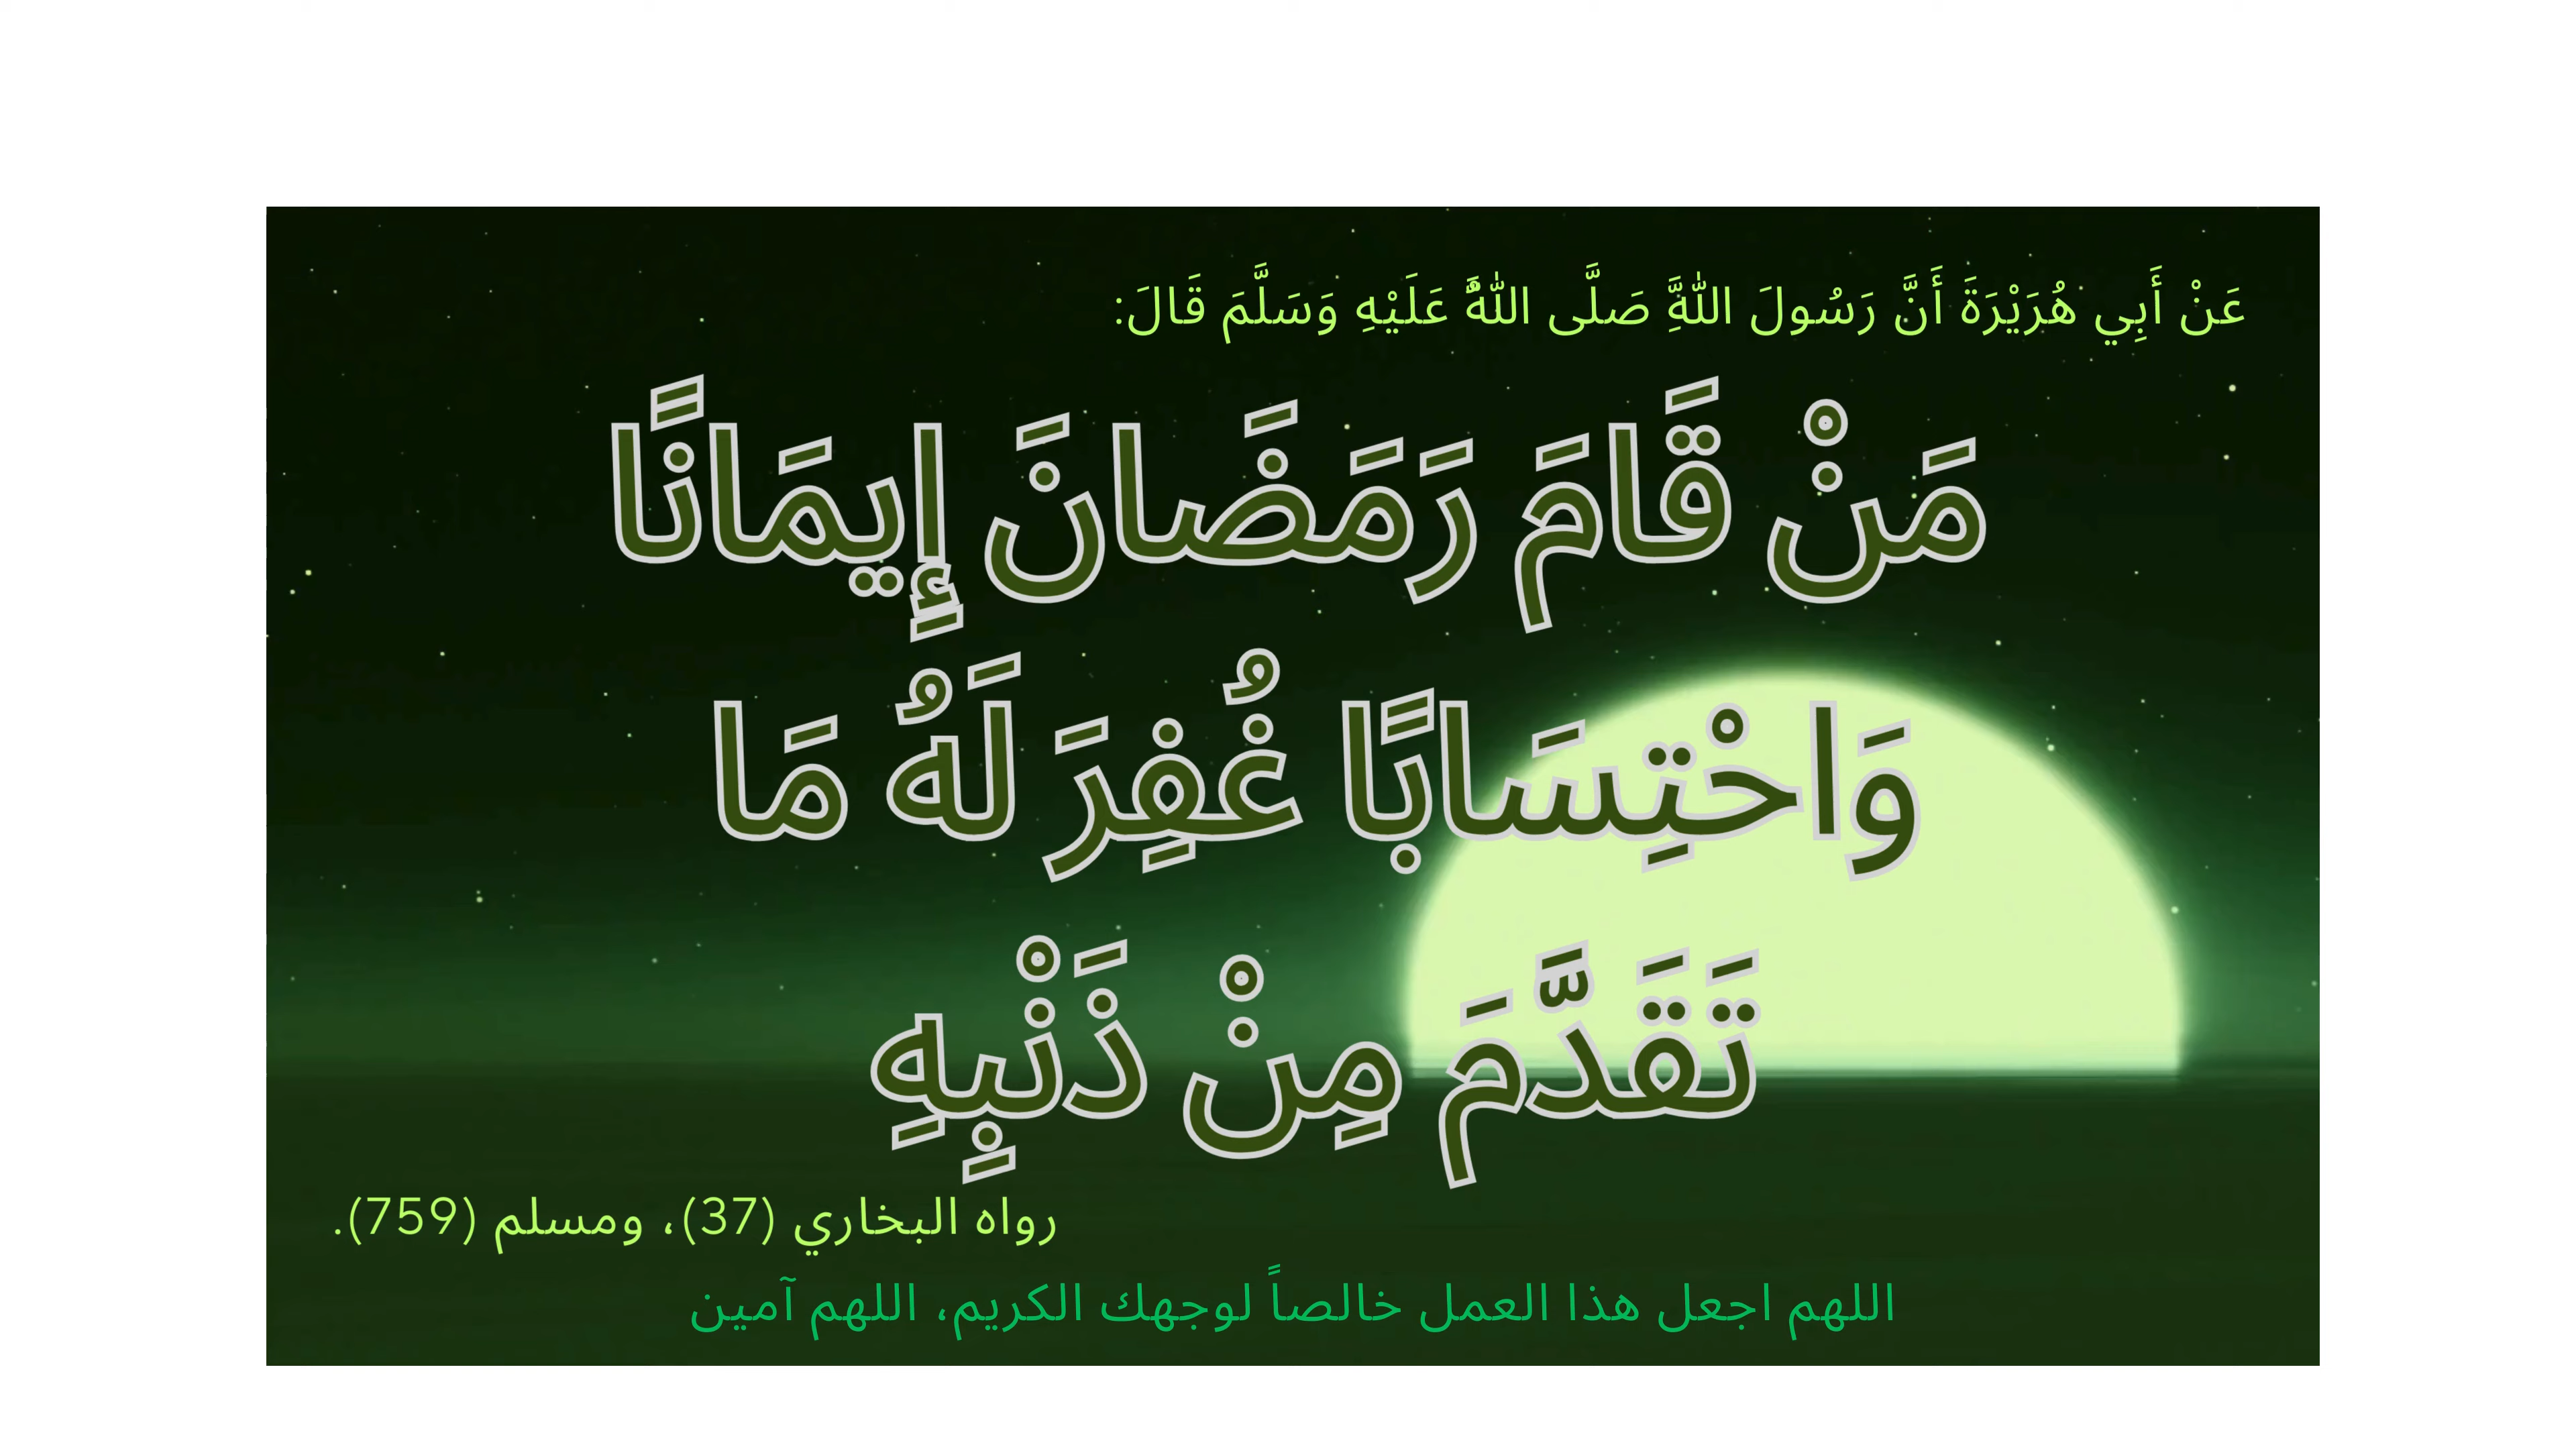 عَنْ أَبِي هُرَيْرَةَ أَنَّ رَسُولَ اللَّهِ صَلَّى اللَّهُ عَلَيْهِ وَسَلَّمَ قَالَ:
مَنْ قَامَ رَمَضَانَ إِيمَانًا
وَاحْتِسَابًا غُفِرَ لَهُ مَا
تَقَدَّمَ مِنْ ذَنْبِهِ
رواه البخاري (37)، ومسلم (759).
اللهم اجعل هذا العمل خالصاً لوجهك الكريم، اللهم آمين